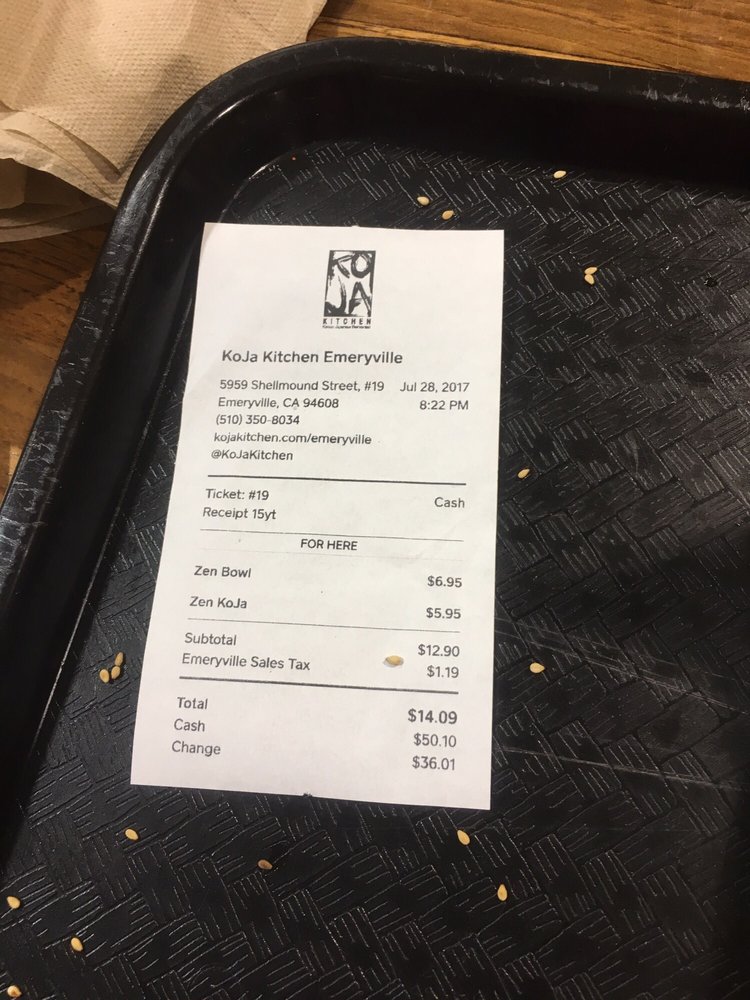 KOJA
KITCHEN
KoJa Kitchen Emeryville
5959 Shellmound Street, #19 Jul 28, 2017
Emeryville, CA 94608 8:22 PM
(510) 350-8034
kojakitchen.com/emeryville
@KoJaKitchen
Ticket: #19 Cash
Receipt 15yt
FOR HERE
Zen Bowl $6.95
Zen KoJa $5.95
Subtotal $12.90
Emeryville Sales Tax $1.19
Total $14.09
Cash $50.10
Change $36.01